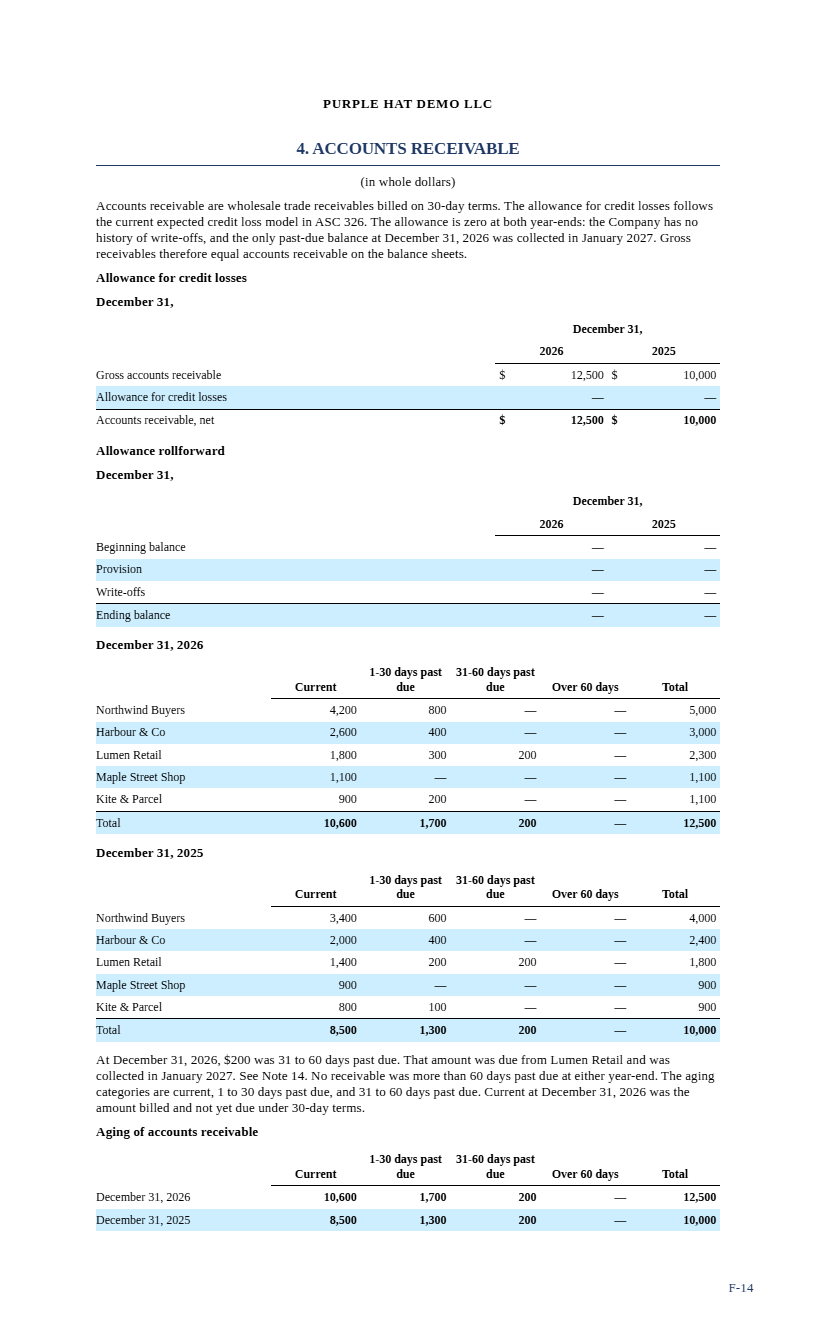 PURPLE HAT DEMO LLC
4. ACCOUNTS RECEIVABLE
(in whole dollars)
Accounts receivable are wholesale trade receivables billed on 30-day terms. The allowance for credit losses follows
the current expected credit loss model in ASC 326. The allowance is zero at both year-ends: the Company has no
history of write-offs, and the only past-due balance at December 31, 2026 was collected in January 2027. Gross
receivables therefore equal accounts receivable on the balance sheets.
Allowance for credit losses
December 31,
December 31,
2026 2025
Gross accounts receivable $ 12,500 $ 10,000
Allowance for credit losses — —
Accounts receivable, net $ 12,500 $ 10,000
Allowance rollforward
December 31,
December 31,
2026 2025
Beginning balance — —
Provision — —
Write-offs — —
Ending balance — —
December 31, 2026
1-30 days past 31-60 days past
Current due due Over 60 days Total
Northwind Buyers 4,200 800 — — 5,000
Harbour & Co 2,600 400 — — 3,000
Lumen Retail 1,800 300 200 — 2,300
Maple Street Shop 1,100 — — — 1,100
Kite & Parcel 900 200 — — 1,100
Total 10,600 1,700 200 — 12,500
December 31, 2025
1-30 days past 31-60 days past
Current due due Over 60 days Total
Northwind Buyers 3,400 600 — — 4,000
Harbour & Co 2,000 400 — — 2,400
Lumen Retail 1,400 200 200 — 1,800
Maple Street Shop 900 — — — 900
Kite & Parcel 800 100 — — 900
Total 8,500 1,300 200 — 10,000
At December 31, 2026, $200 was 31 to 60 days past due. That amount was due from Lumen Retail and was
collected in January 2027. See Note 14. No receivable was more than 60 days past due at either year-end. The aging
categories are current, 1 to 30 days past due, and 31 to 60 days past due. Current at December 31, 2026 was the
amount billed and not yet due under 30-day terms.
Aging of accounts receivable
1-30 days past 31-60 days past
Current due due Over 60 days Total
December 31, 2026 10,600 1,700 200 — 12,500
December 31, 2025 8,500 1,300 200 — 10,000
F-14